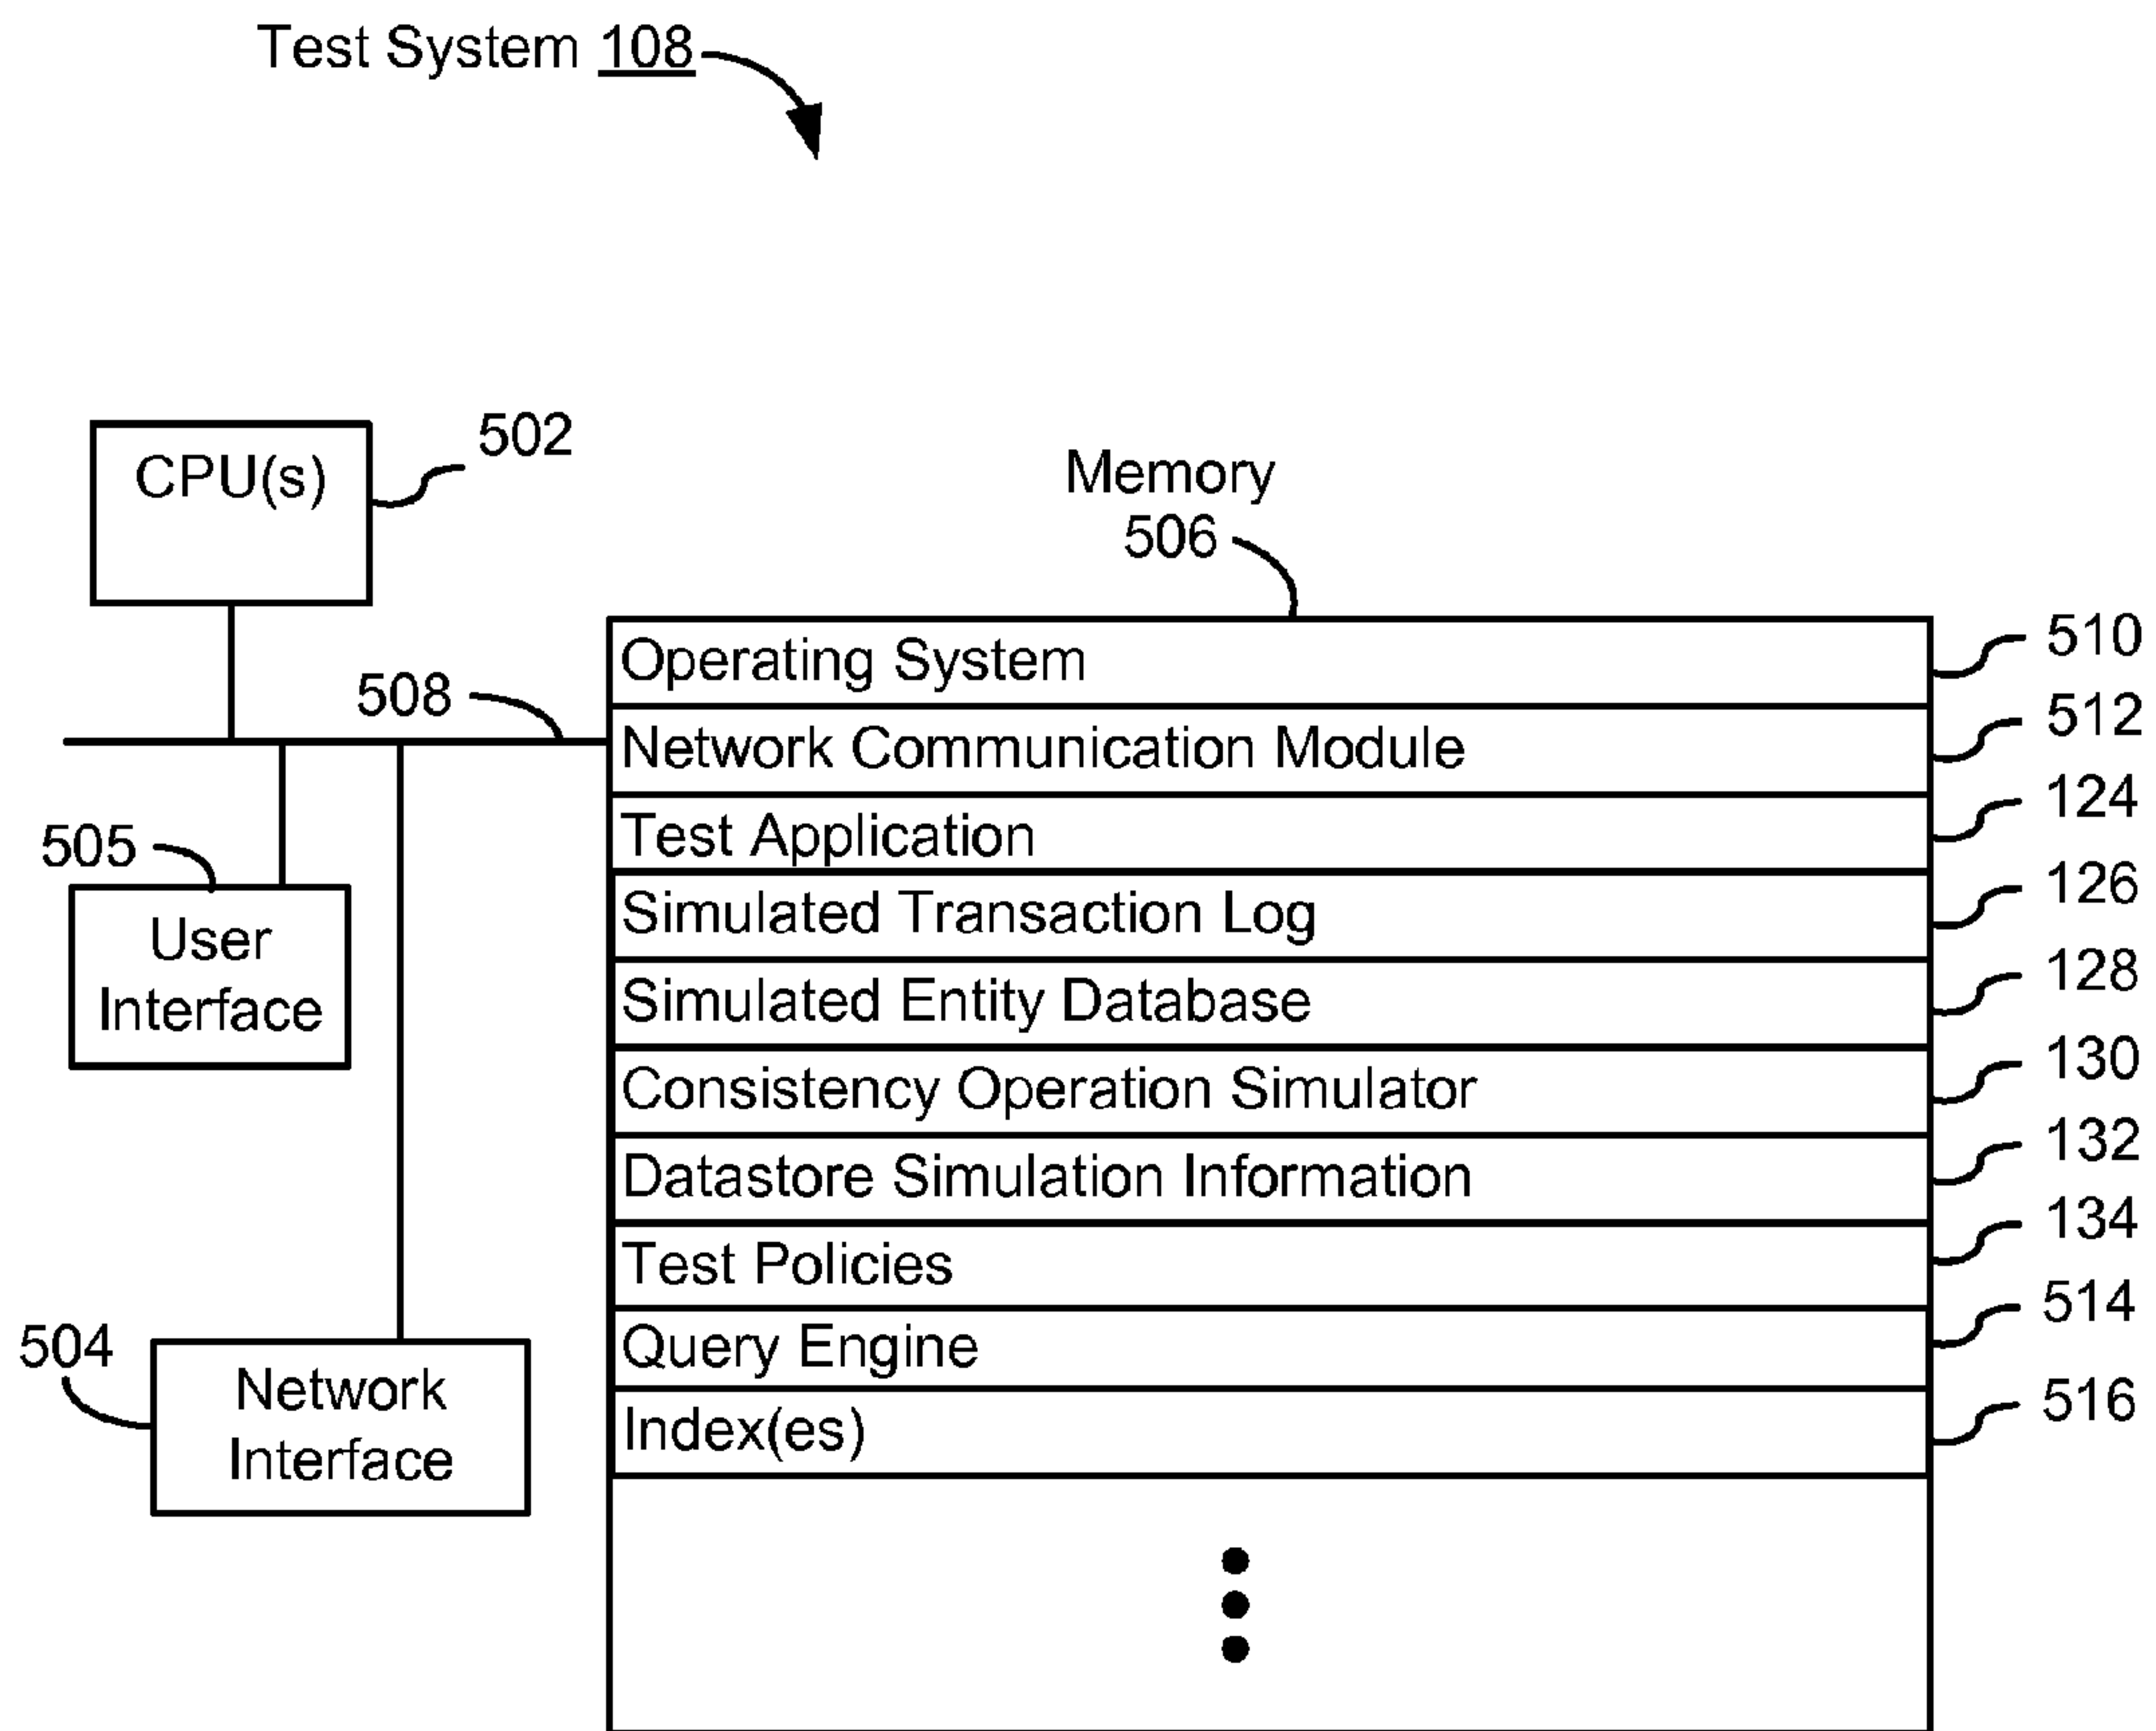 Test System 108
CPU(s)
502
Memory
506
508
Operating System
510
Network Communication Module
512
Test Application
124
Simulated Transaction Log
126
Simulated Entity Database
128
Consistency Operation Simulator
130
Datastore Simulation Information
132
Test Policies
134
Query Engine
514
Index(es)
516
505
User
Interface
504
Network
Interface